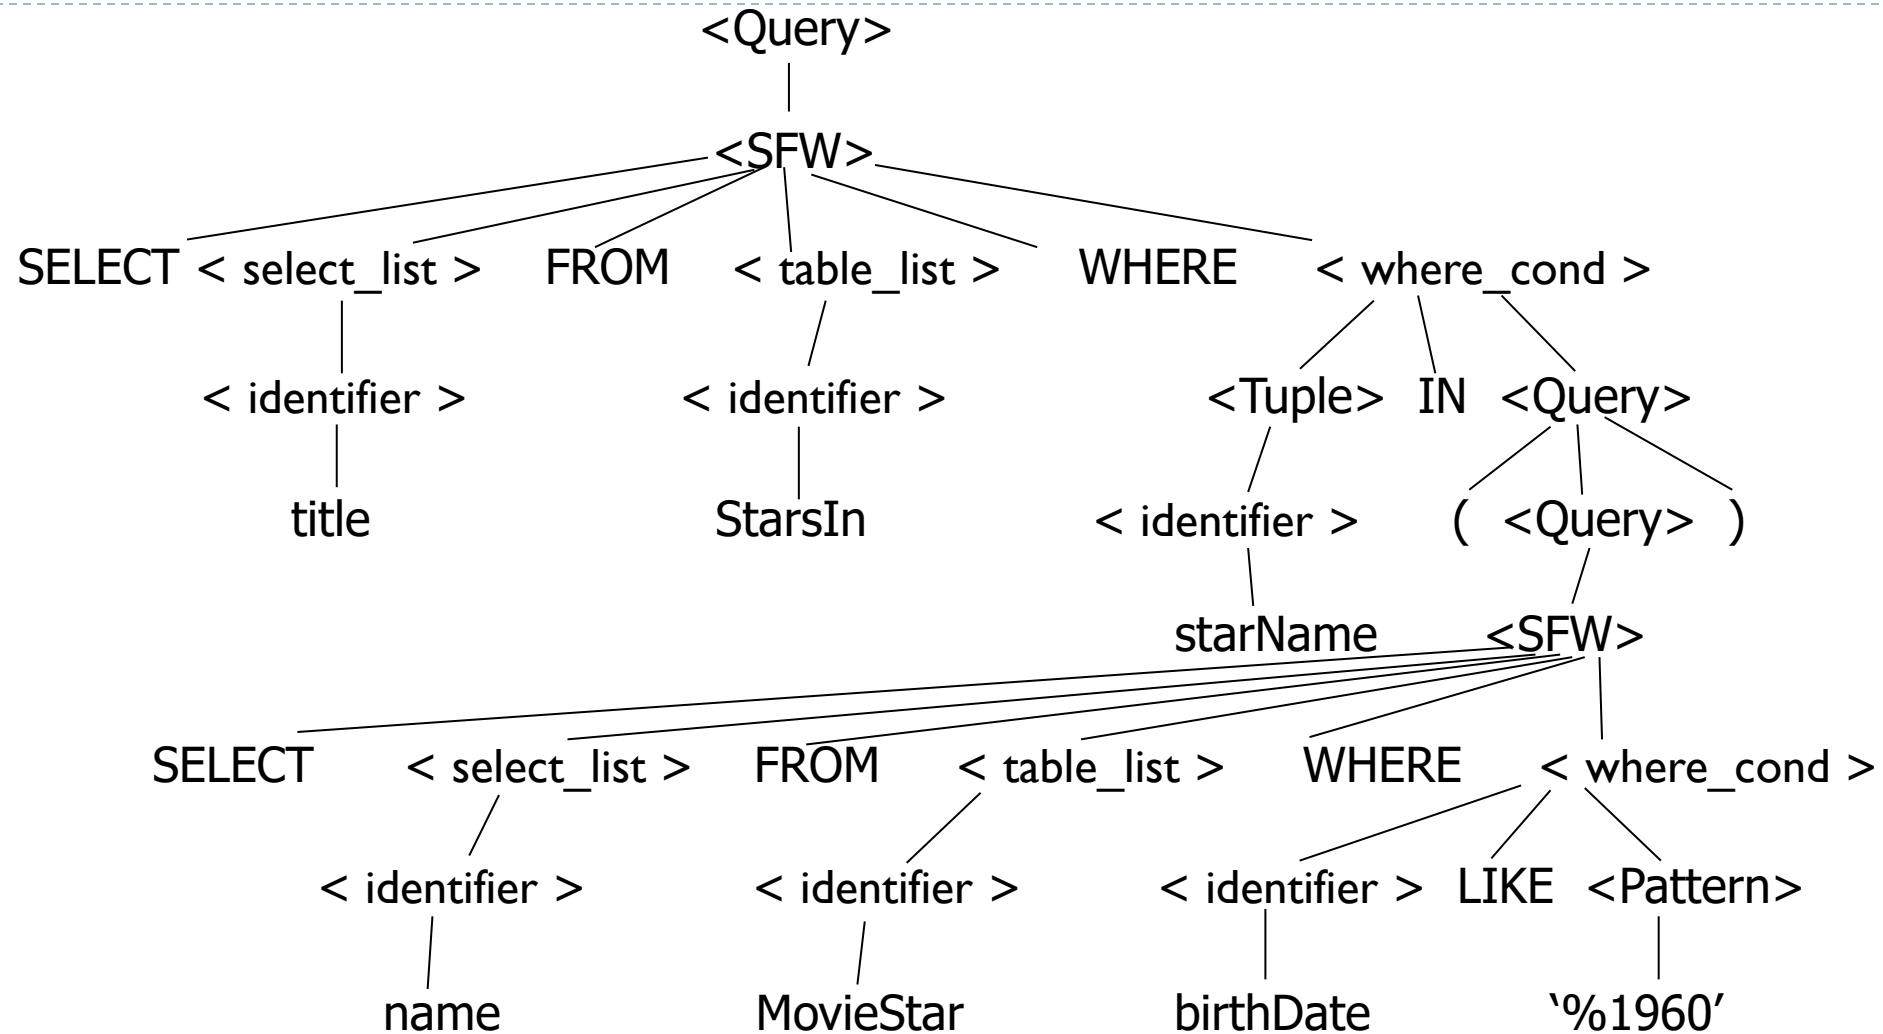 <Query>
<SFW>
SELECT < select_list > FROM < table_list > WHERE < where_cond >
< identifier > < identifier > <Tuple> IN <Query>
title StarsIn < identifier > ( <Query> )
starName <SFW>
SELECT < select_list > FROM < table_list > WHERE < where_cond >
< identifier > < identifier > < identifier > LIKE <Pattern>
name MovieStar birthDate ‘%1960’